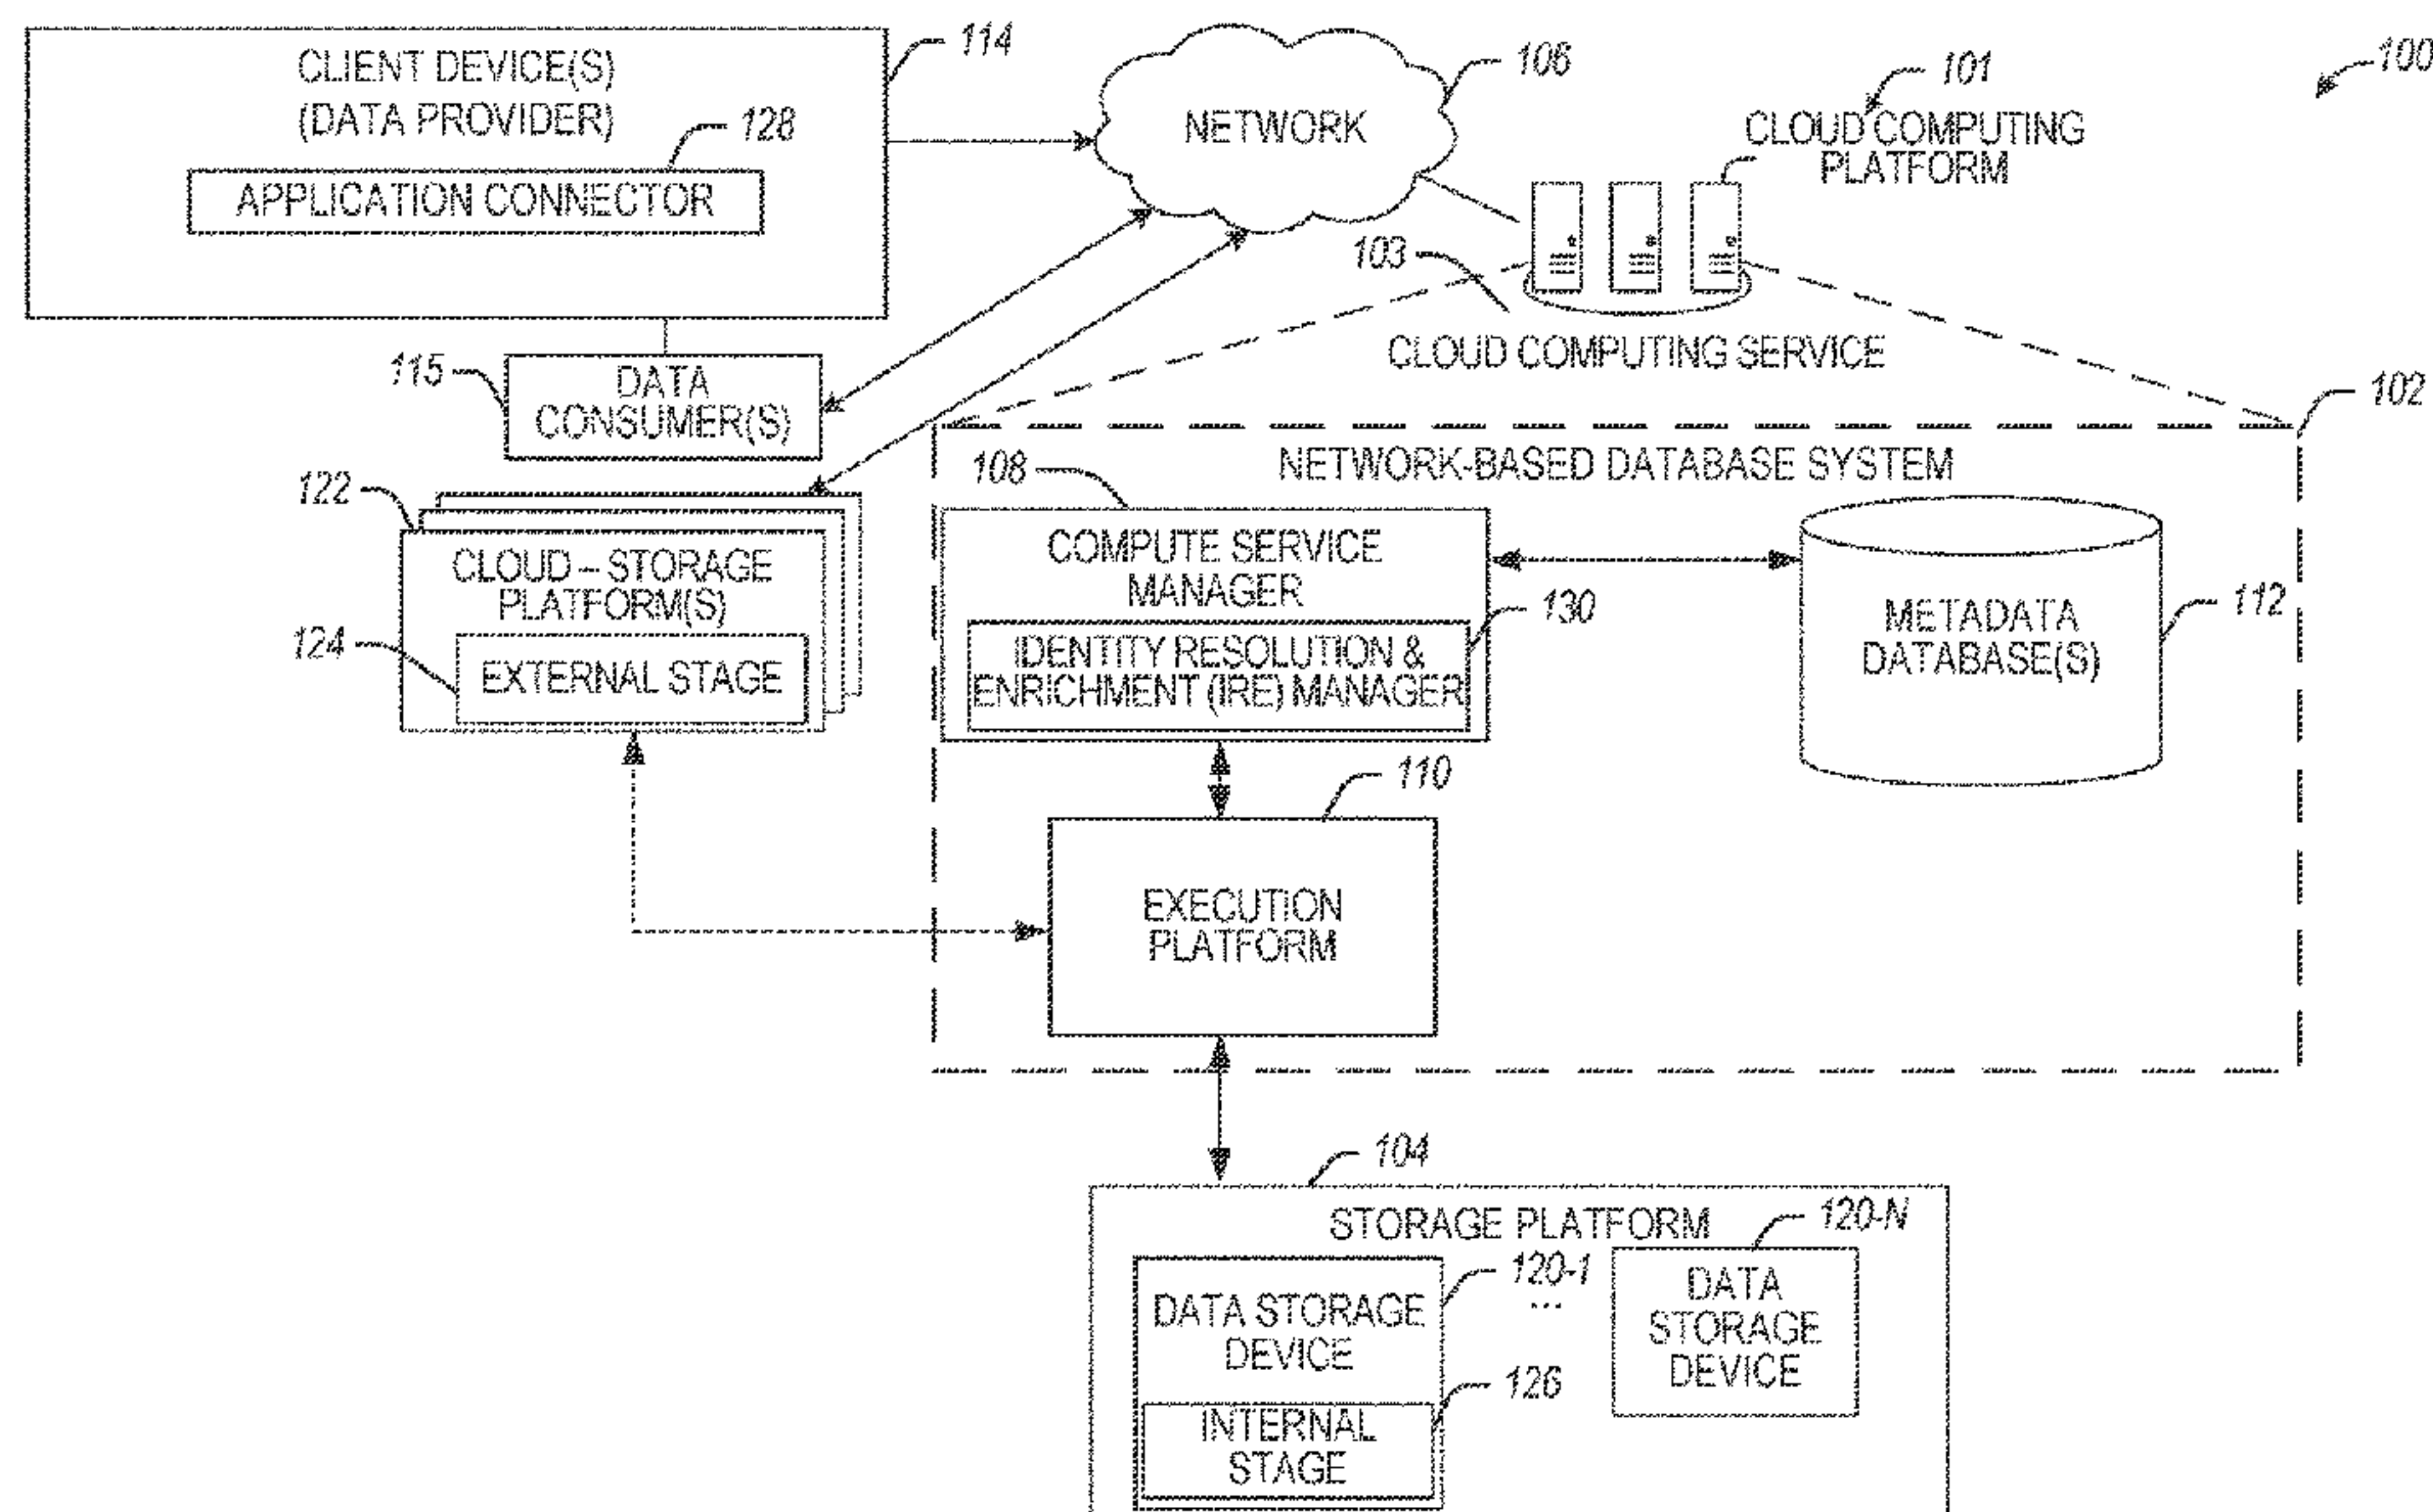 114
CLIENT DEVICE(S)
(DATA PROVIDER)
128
APPLICATION CONNECTOR
106
NETWORK
101
CLOUD COMPUTING
PLATFORM
100
103
CLOUD COMPUTING SERVICE
115
DATA
CONSUMER(S)
102
NETWORK-BASED DATABASE SYSTEM
122
CLOUD – STORAGE
PLATFORM(S)
124
EXTERNAL STAGE
108
COMPUTE SERVICE
MANAGER
130
IDENTITY RESOLUTION &
ENRICHMENT (IRE) MANAGER
METADATA
DATABASE(S)
112
110
EXECUTION
PLATFORM
104
STORAGE PLATFORM
120-1
DATA STORAGE
DEVICE
126
INTERNAL
STAGE
...
120-N
DATA
STORAGE
DEVICE